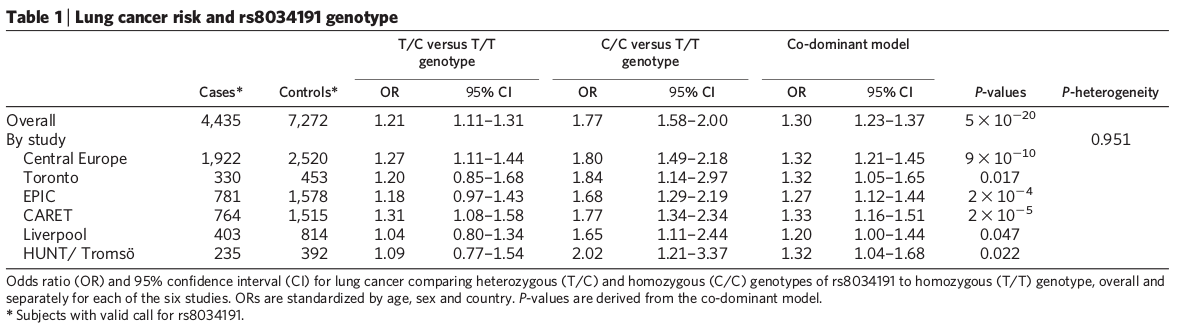 Table 1 | Lung cancer risk and rs8034191 genotype
T/C versus T/T genotype C/C versus T/T genotype Co-dominant model
Cases* Controls* OR 95% CI OR 95% CI OR 95% CI P-values P-heterogeneity
Overall 4,435 7,272 1.21 1.11–1.31 1.77 1.58–2.00 1.30 1.23–1.37 5 × 10⁻²⁰
By study 0.951
Central Europe 1,922 2,520 1.27 1.11–1.44 1.80 1.49–2.18 1.32 1.21–1.45 9 × 10⁻¹⁰
Toronto 330 453 1.20 0.85–1.68 1.84 1.14–2.97 1.32 1.05–1.65 0.017
EPIC 781 1,578 1.18 0.97–1.43 1.68 1.29–2.19 1.27 1.12–1.44 2 × 10⁻⁴
CARET 764 1,515 1.31 1.08–1.58 1.77 1.34–2.34 1.33 1.16–1.51 2 × 10⁻⁵
Liverpool 403 814 1.04 0.80–1.34 1.65 1.11–2.44 1.20 1.00–1.44 0.047
HUNT/ Tromsö 235 392 1.09 0.77–1.54 2.02 1.21–3.37 1.32 1.04–1.68 0.022
Odds ratio (OR) and 95% confidence interval (CI) for lung cancer comparing heterozygous (T/C) and homozygous (C/C) genotypes of rs8034191 to homozygous (T/T) genotype, overall and
separately for each of the six studies. ORs are standardized by age, sex and country. P-values are derived from the co-dominant model.
* Subjects with valid call for rs8034191.